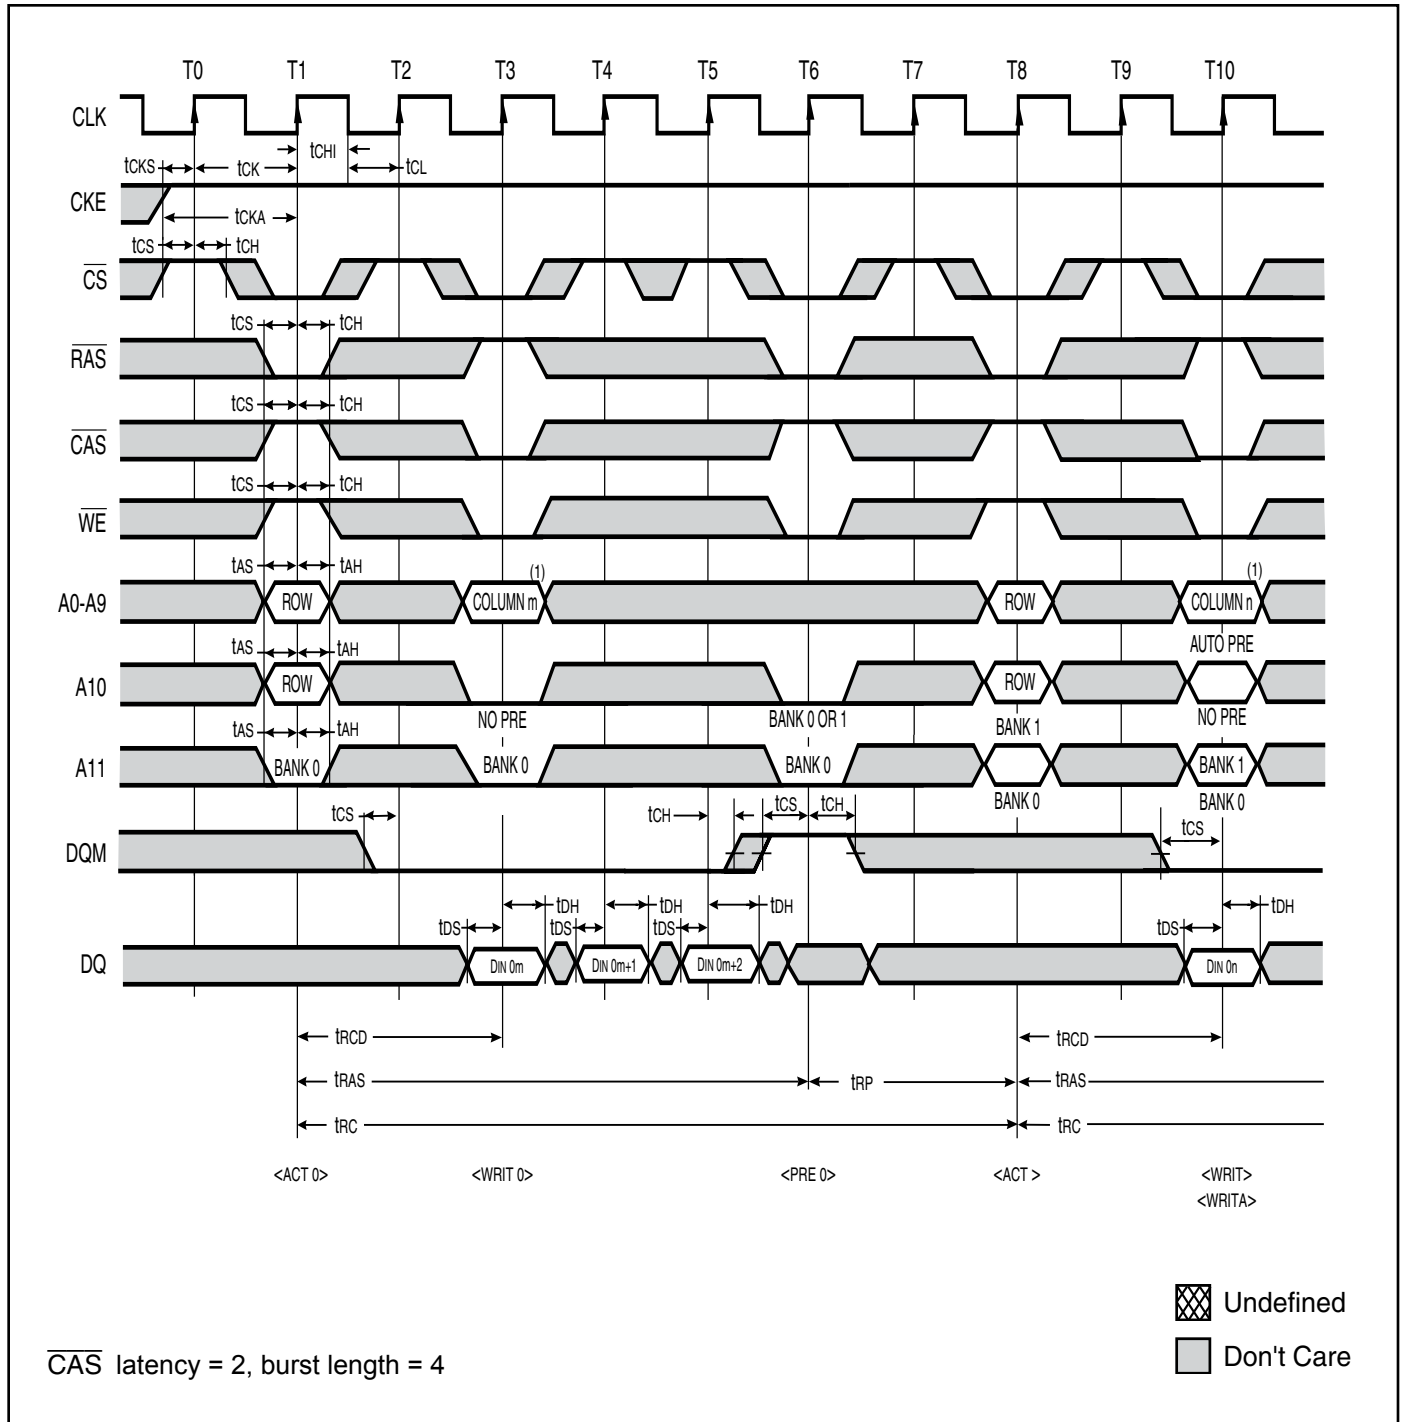 T0 T1 T2 T3 T4 T5 T6 T7 T8 T9 T10
CLK
tCHI
tCKS tCK tCL
CKE
tCKA
tCS tCH
CS
tCS tCH
RAS
tCS tCH
CAS
tCS tCH
WE
tAS tAH (1) (1)
A0-A9 ROW COLUMN m ROW COLUMN n
AUTO PRE
tAS tAH
A10 ROW ROW
NO PRE BANK 0 OR 1 BANK 1 NO PRE
tAS tAH
A11 BANK 0 BANK 0 BANK 0 BANK 1
BANK 0 BANK 0
tCS tCH tCS tCH tCS
DQM
tDH tDH tDH tDH
tDS tDS tDS tDS
DQ DIN 0m DIN 0m+1 DIN 0m+2 DIN 0n
tRCD tRCD
tRAS tRP tRAS
tRC tRC
<ACT 0> <WRIT 0> <PRE 0> <ACT > <WRIT>
<WRITA>
Undefined
Don't Care
CAS latency = 2, burst length = 4